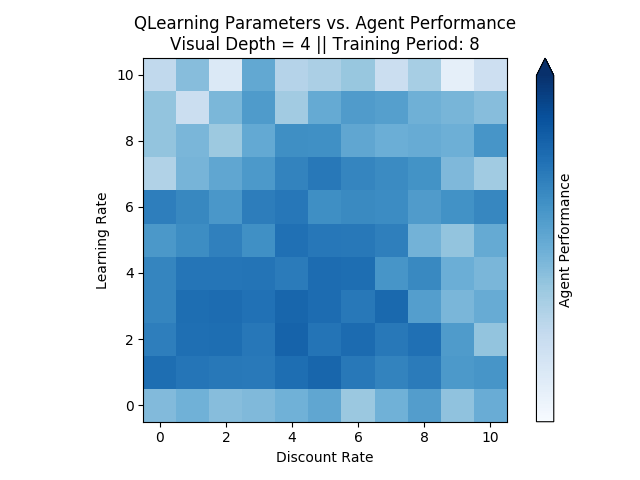 QLearning Parameters vs. Agent Performance
Visual Depth = 4 || Training Period: 8
10
8
6
4
2
0
Learning Rate
0 2 4 6 8 10
Discount Rate
Agent Performance